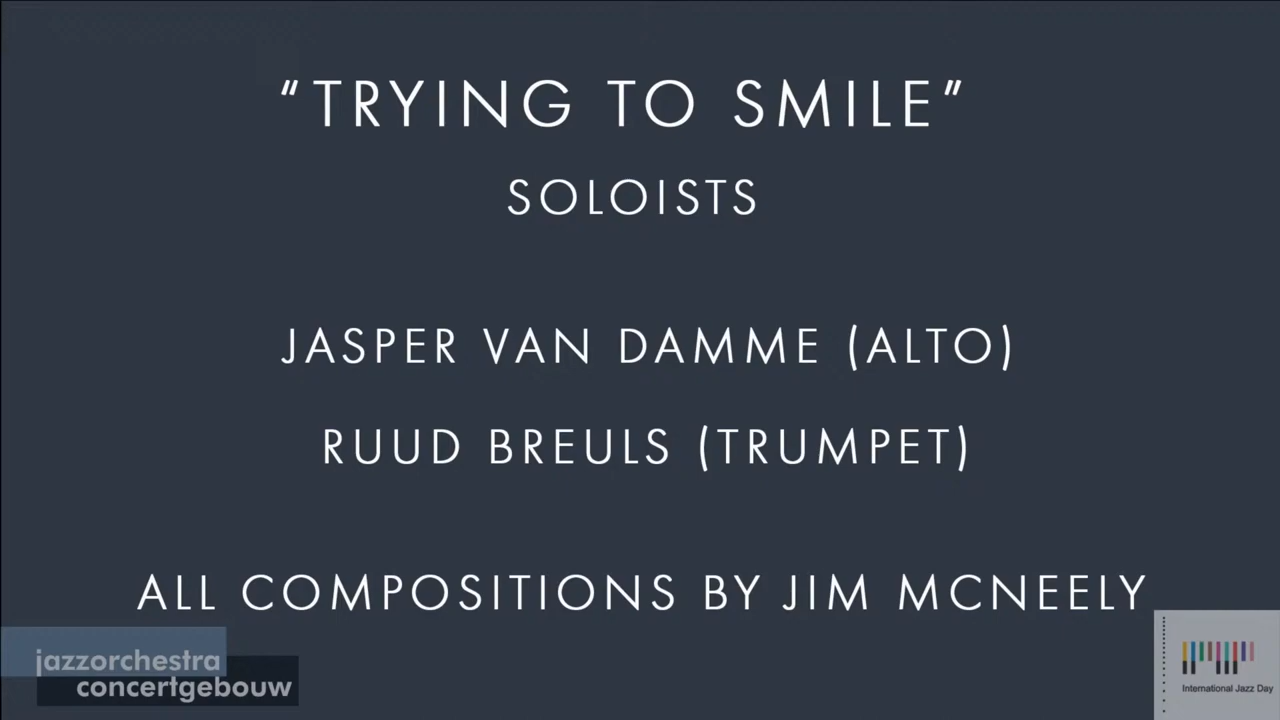 “TRYING TO SMILE”
SOLOISTS
JASPER VAN DAMME (ALTO)
RUUD BREULS (TRUMPET)
ALL COMPOSITIONS BY JIM MCNEELY
jazzorchestra
concertgebouw
International Jazz Day